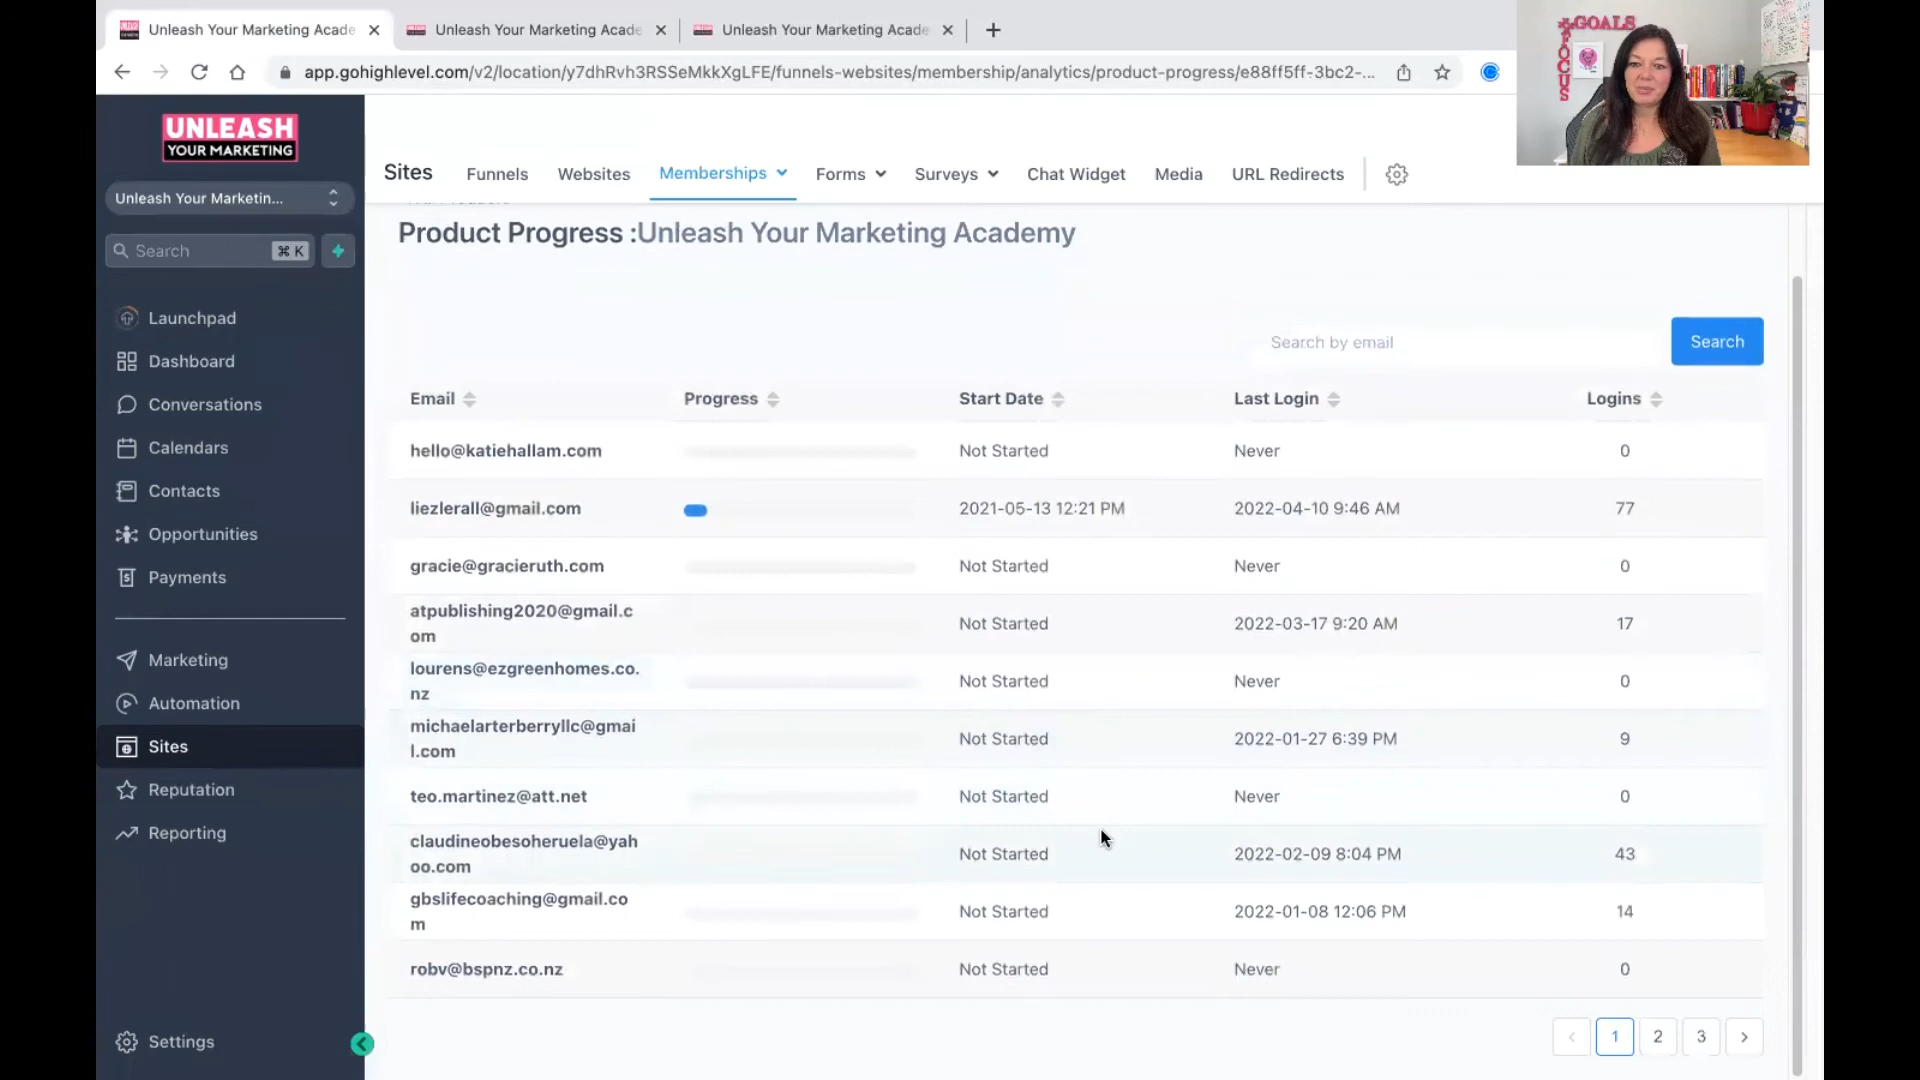 Unleash Your Marketing Acade
Unleash Your Marketing Acade
Unleash Your Marketing Acade
app.gohighlevel.com/v2/location/y7dhRvh3RSSeMkkXgLFE/funnels-websites/membership/analytics/product-progress/e88ff5ff-3bc2-...
GOALS
FOCUS
UNLEASH
YOUR MARKETING
Unleash Your Marketin...
Search
⌘ K
Launchpad
Dashboard
Conversations
Calendars
Contacts
Opportunities
Payments
Marketing
Automation
Sites
Reputation
Reporting
Settings
Sites
Funnels
Websites
Memberships
Forms
Surveys
Chat Widget
Media
URL Redirects
Product Progress :Unleash Your Marketing Academy
Search by email
Search
Email Progress Start Date Last Login Logins
hello@katiehallam.com Not Started Never 0
liezlerall@gmail.com 2021-05-13 12:21 PM 2022-04-10 9:46 AM 77
gracie@gracieruth.com Not Started Never 0
atpublishing2020@gmail.c
om
Not Started 2022-03-17 9:20 AM 17
lourens@ezgreenhomes.co.
nz
Not Started Never 0
michaelarterberryllc@gmai
l.com
Not Started 2022-01-27 6:39 PM 9
teo.martinez@att.net Not Started Never 0
claudineobesoheruela@yah
oo.com
Not Started 2022-02-09 8:04 PM 43
gbslifecoaching@gmail.co
m
Not Started 2022-01-08 12:06 PM 14
robv@bspnz.co.nz Not Started Never 0
1 2 3